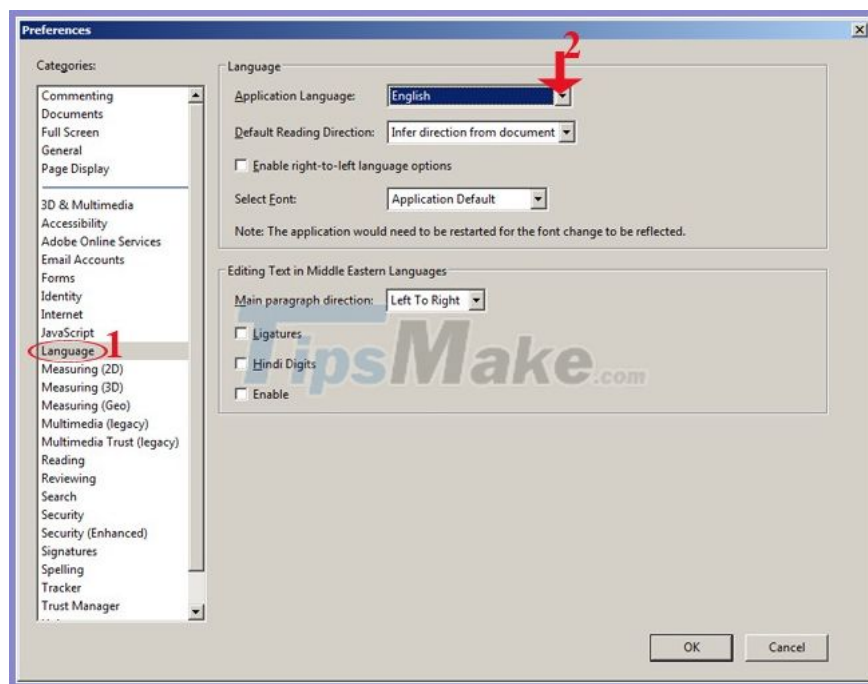 Preferences
Categories:
Commenting
Documents
Full Screen
General
Page Display
3D & Multimedia
Accessibility
Adobe Online Services
Email Accounts
Forms
Identity
Internet
JavaScript
Language 1
Measuring (2D)
Measuring (3D)
Measuring (Geo)
Multimedia (legacy)
Multimedia Trust (legacy)
Reading
Reviewing
Search
Security
Security (Enhanced)
Signatures
Spelling
Tracker
Trust Manager
Language
2
Application Language: English
Default Reading Direction: Infer direction from document
Enable right-to-left language options
Select Font: Application Default
Note: The application would need to be restarted for the font change to be reflected.
Editing Text in Middle Eastern Languages
Main paragraph direction: Left To Right
Ligatures
Hindi Digits
Enable
TipsMake.com
OK Cancel